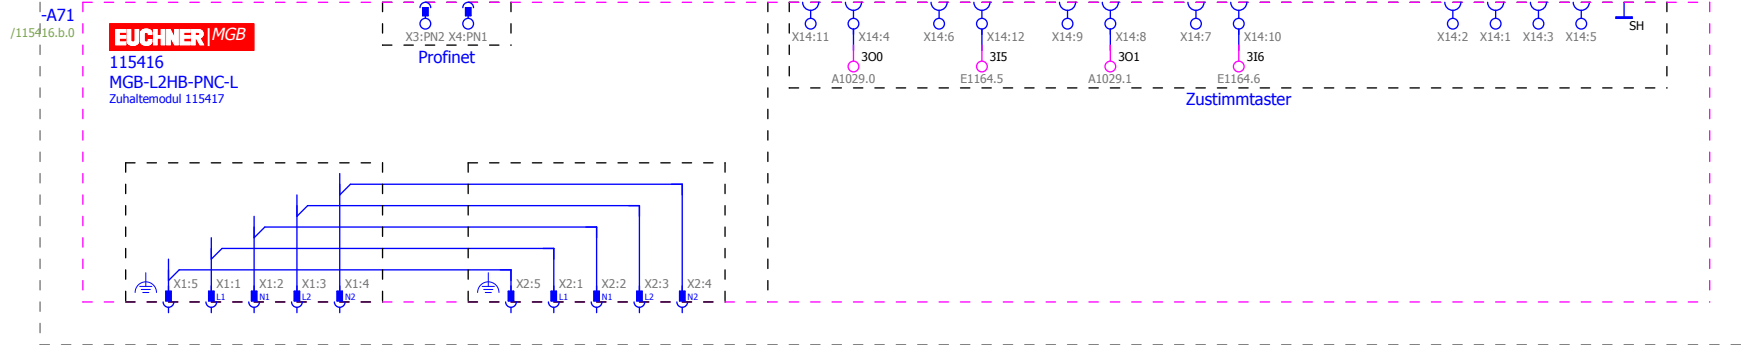 -A71
/115416.b.0
EUCHNER|MGB
115416
MGB-L2HB-PNC-L
Zuhaltemodul 115417
X3:PN2 X4:PN1
Profinet
X14:11 X14:4 X14:6 X14:12 X14:9 X14:8 X14:7 X14:10 X14:2 X14:1 X14:3 X14:5 SH
3O0 3I5 3O1 3I6
A1029.0 E1164.5 A1029.1 E1164.6
Zustimmtaster
X1:5 X1:1 X1:2 X1:3 X1:4 X2:5 X2:1 X2:2 X2:3 X2:4
L1 N1 L2 N2 L1 N1 L2 N2